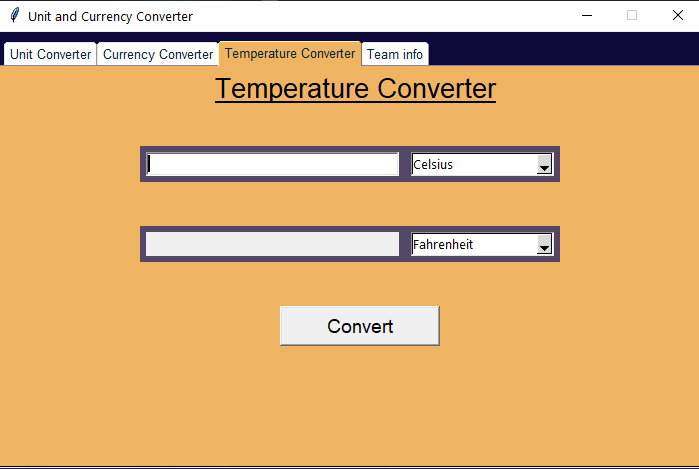 Unit and Currency Converter
Unit Converter Currency Converter Temperature Converter Team info
Temperature Converter
Celsius
Fahrenheit
Convert